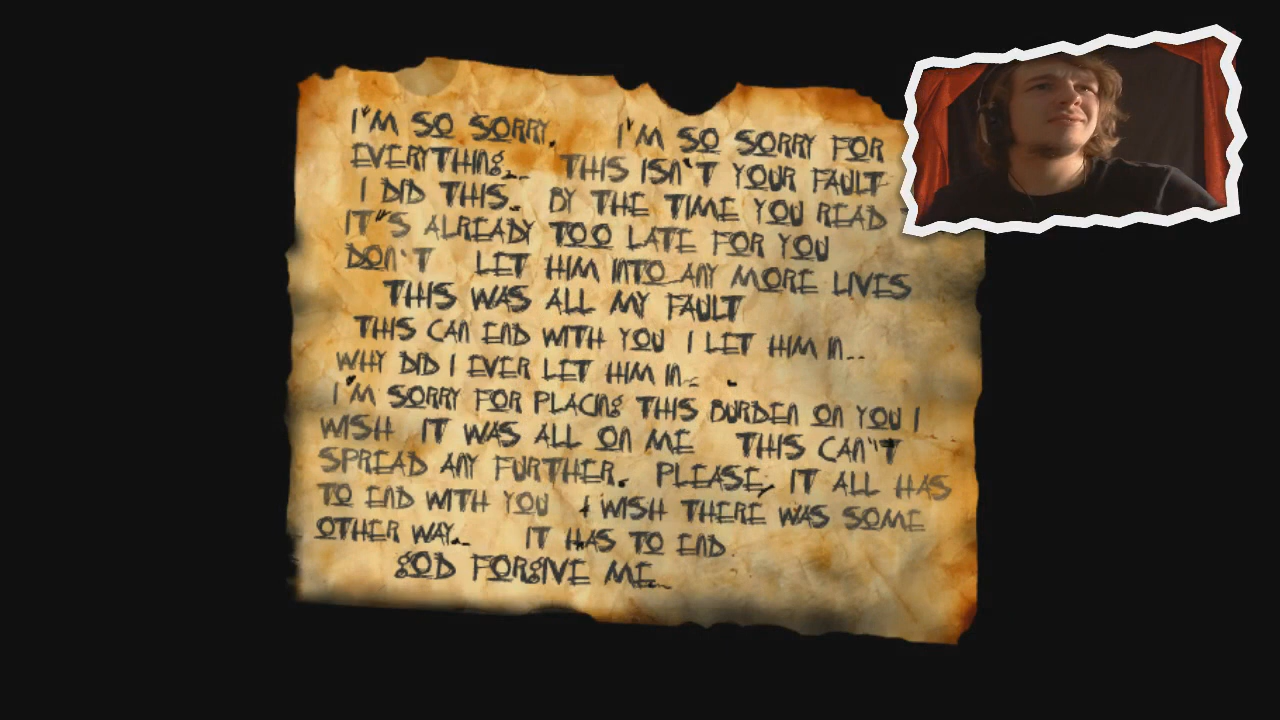 I'M SO SORRY. I'M SO SORRY FOR
EVERYTHINg... THIS ISN'T YOUR FAULT
I DID THIS.. BY THE TIME YOU READ
IT"S ALREADY TOO LATE FOR YOU
DON'T LET HIM INTO ANY MORE LIVES
THIS WAS ALL MY FAULT
THIS CAN END WITH YOU I LET HIM IN...
WHY DID I EVER LET HIM IN..
I'M SORRY FOR PLACINg THIS BURDEN ON YOU I
WISH IT WAS ALL ON ME THIS CAN"T
SPREAD ANY FURTHER. PLEASE, IT ALL HAS
TO END WITH YOU I WISH THERE WAS SOME
OTHER WAY... IT HAS TO END.
gOD FORgIVE ME...